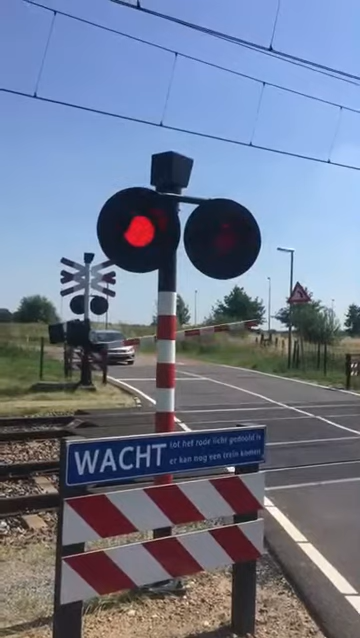 WACHT
tot het rode licht gedoofd is
er kan nog een trein komen